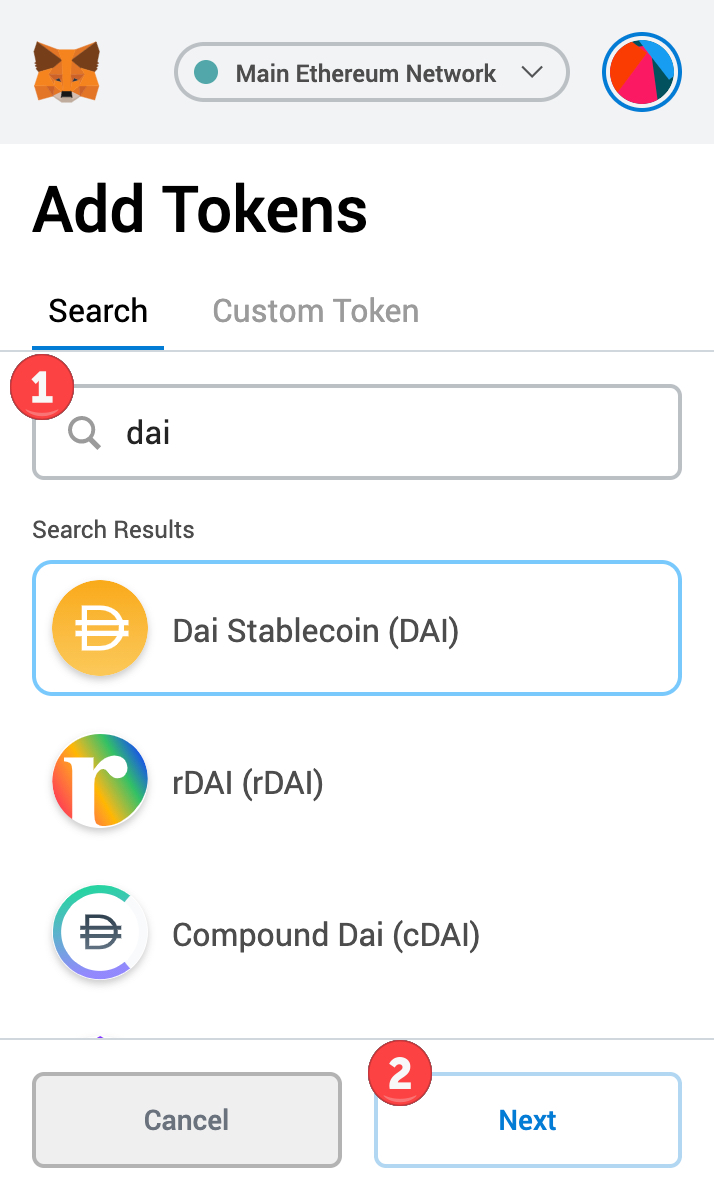 Main Ethereum Network
Add Tokens
Search
Custom Token
1
dai
Search Results
Dai Stablecoin (DAI)
r
rDAI (rDAI)
Compound Dai (cDAI)
2
Cancel
Next